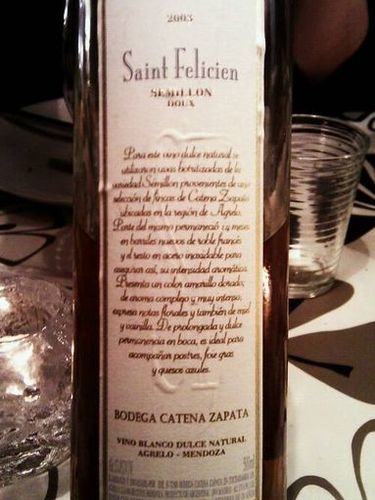 2003
Saint Felicien
SEMILLON
DOUX
Para este vino dulce natural se
utilizaron uvas botritizadas de la
variedad Sémillon provenientes de una
selección de fincas de Catena Zapata
ubicadas en la región de Agrelo.
Parte del mismo permaneció 14 meses
en barriles nuevos de roble francés
y el resto en acero inoxidable para
asegurar así, su intensidad aromática.
Presenta un color amarillo dorado;
de aroma complejo y muy intenso,
expresa notas florales y también de miel
y vainilla. De prolongada y dulce
permanencia en boca, es ideal para
acompañar postres, foie gras
y quesos azules.
BODEGA CATENA ZAPATA
VINO BLANCO DULCE NATURAL
AGRELO - MENDOZA